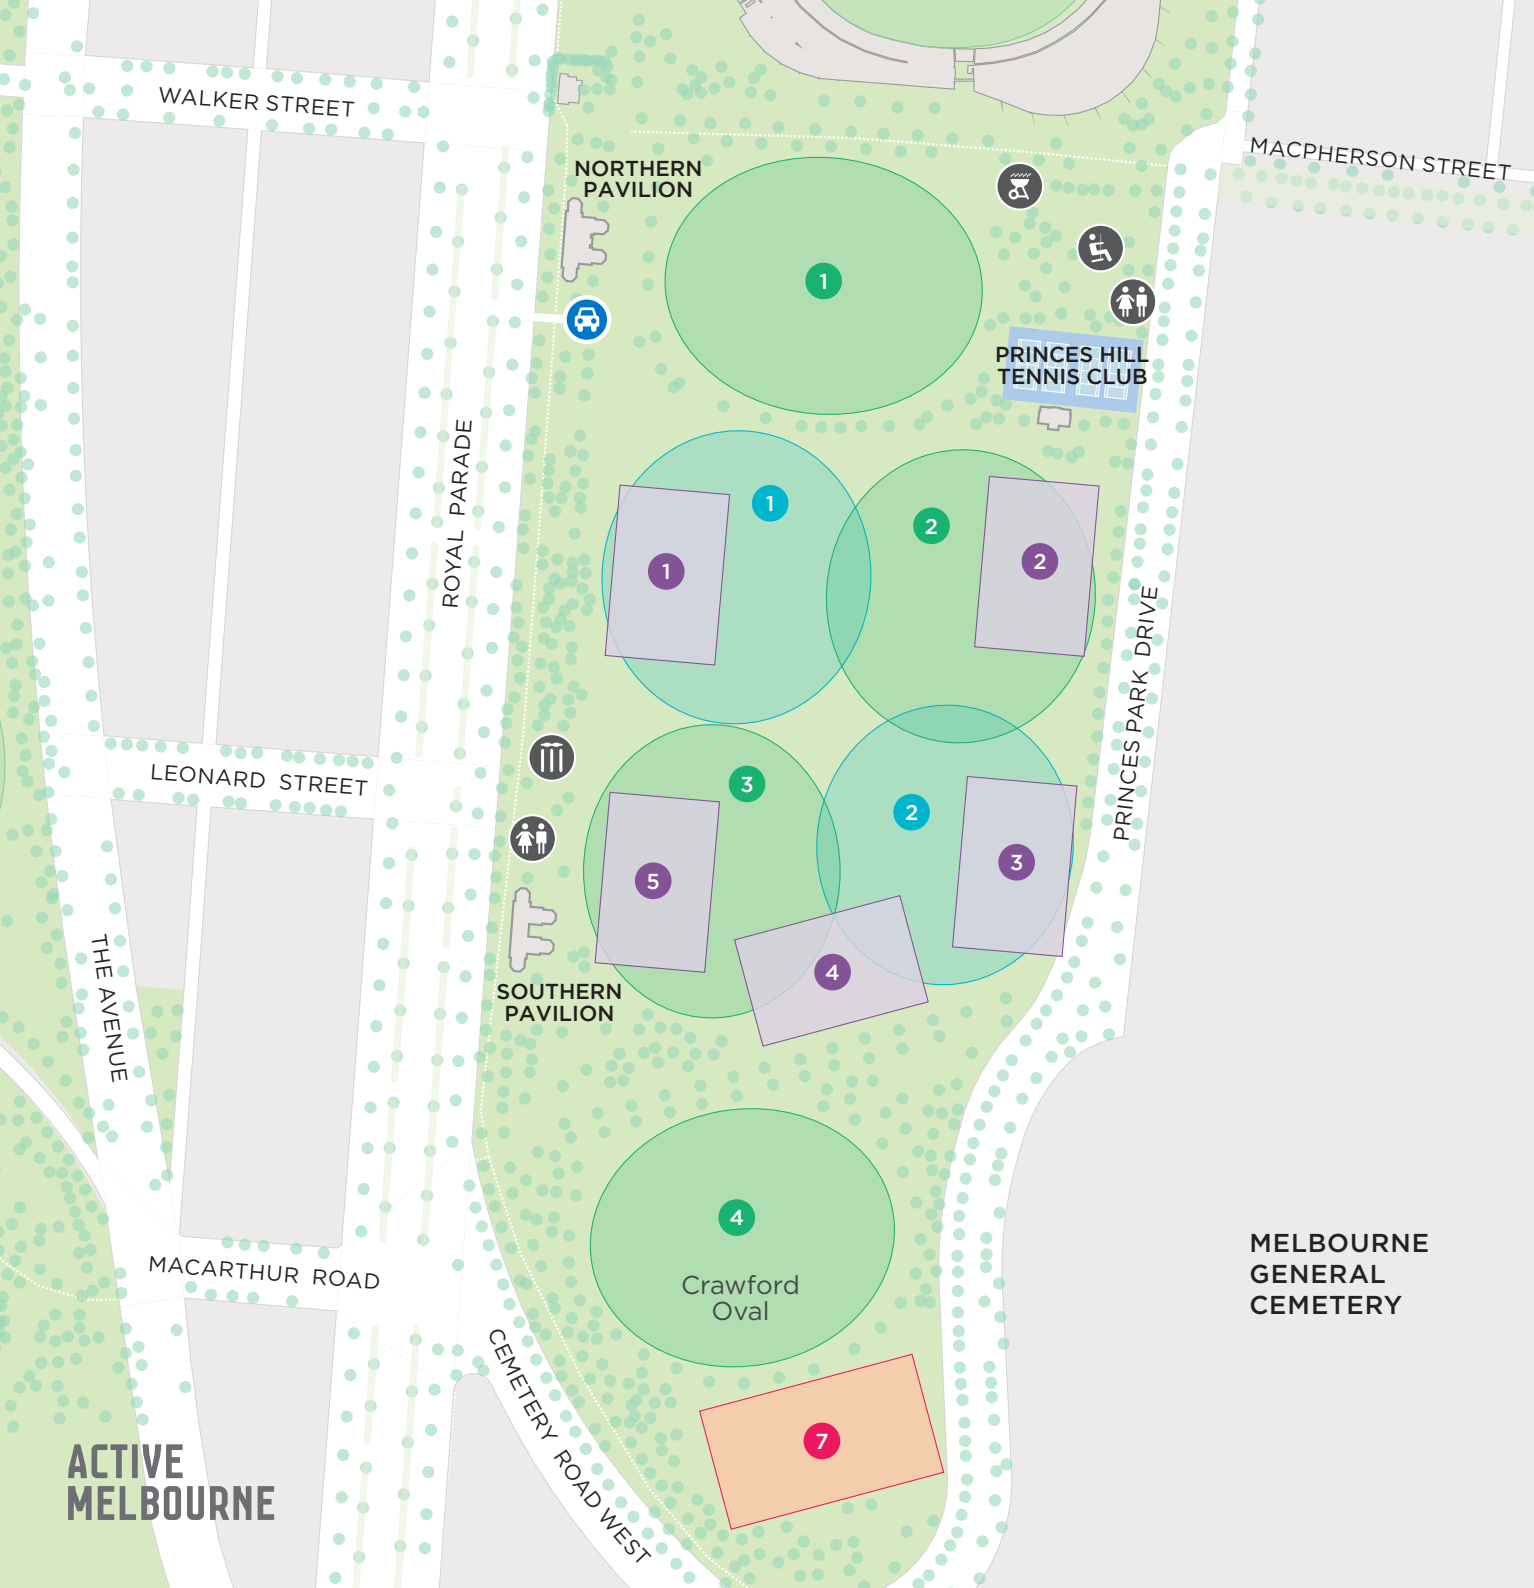 WALKER STREET
MACPHERSON STREET
NORTHERN
PAVILION
1
PRINCES HILL
TENNIS CLUB
ROYAL PARADE
1
2
1
2
PRINCES PARK DRIVE
LEONARD STREET
3
2
5
3
4
SOUTHERN
PAVILION
THE AVENUE
4
Crawford
Oval
MACARTHUR ROAD
MELBOURNE
GENERAL
CEMETERY
CEMETERY ROAD WEST
7
ACTIVE
MELBOURNE